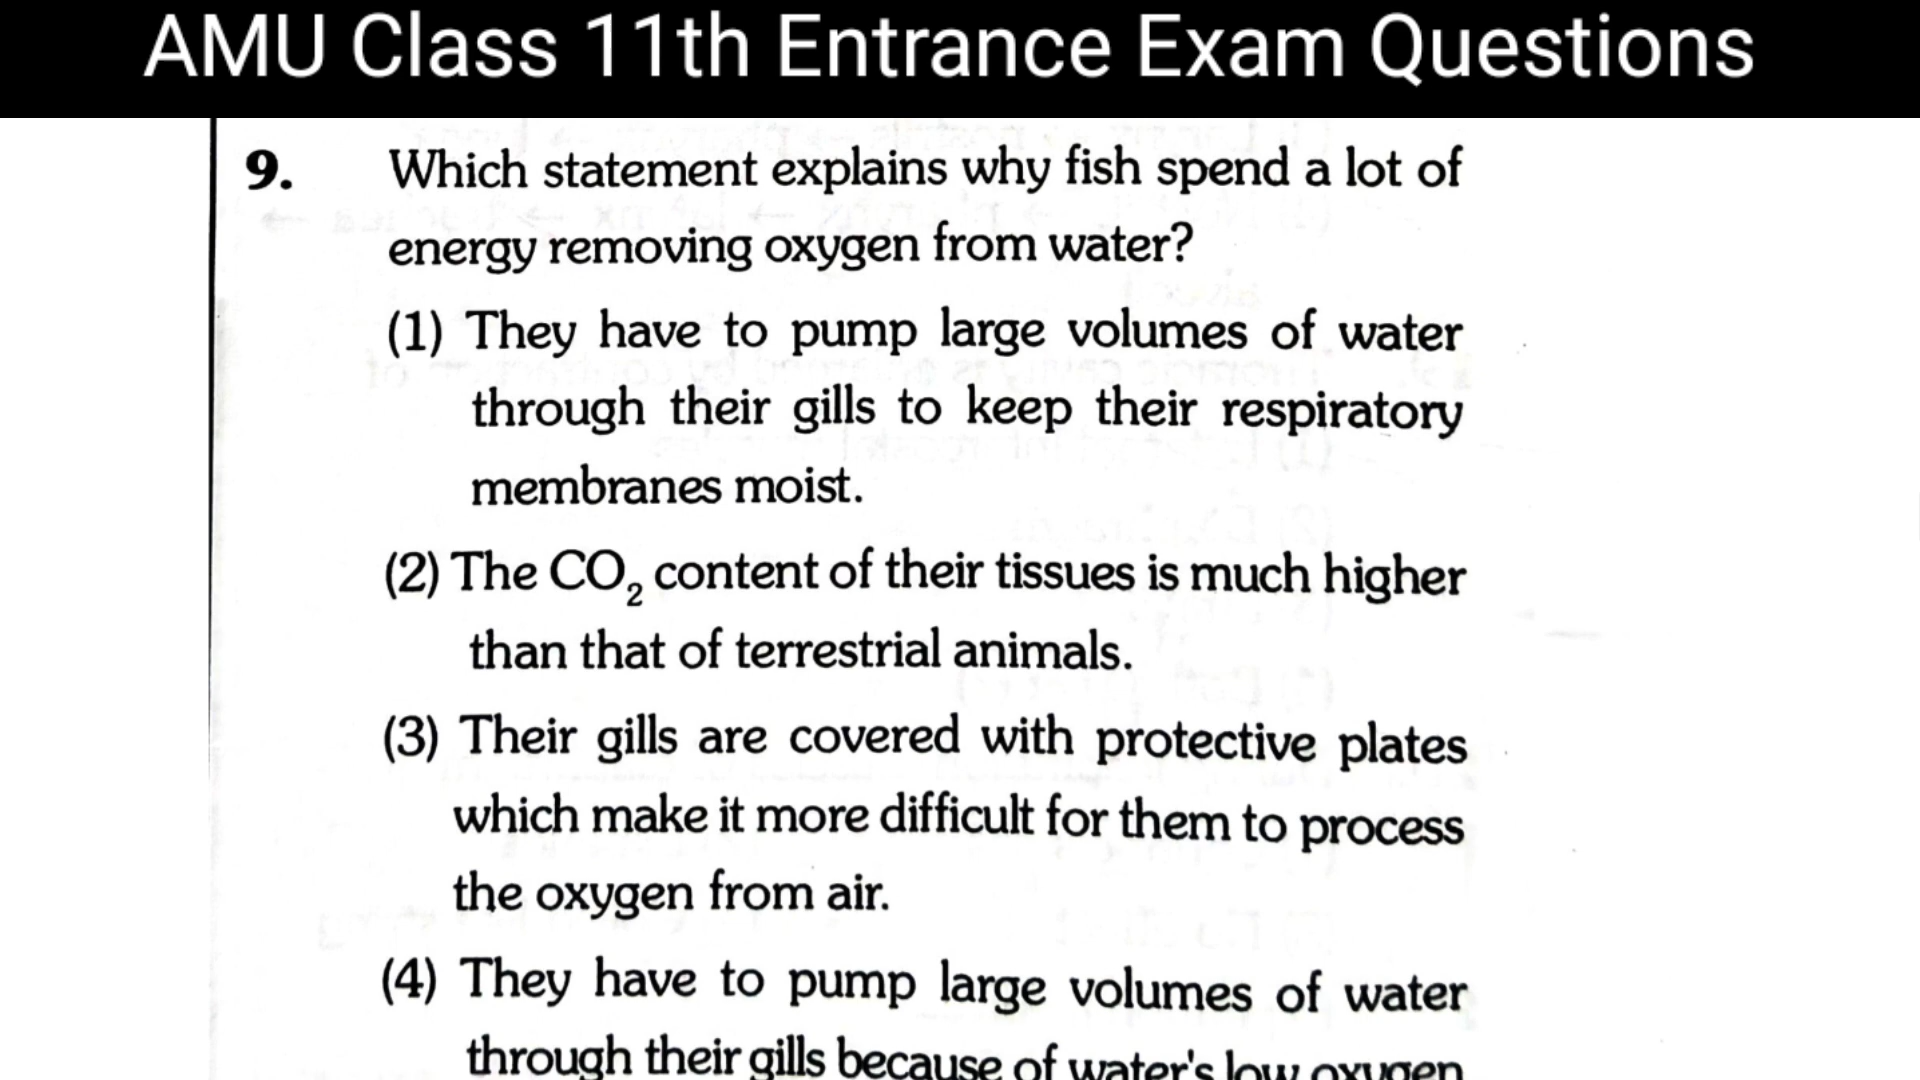 AMU Class 11th Entrance Exam Questions
9. Which statement explains why fish spend a lot of
energy removing oxygen from water?
(1) They have to pump large volumes of water
through their gills to keep their respiratory
membranes moist.
(2) The CO₂ content of their tissues is much higher
than that of terrestrial animals.
(3) Their gills are covered with protective plates
which make it more difficult for them to process
the oxygen from air.
(4) They have to pump large volumes of water
through their gills because of water's low oxygen